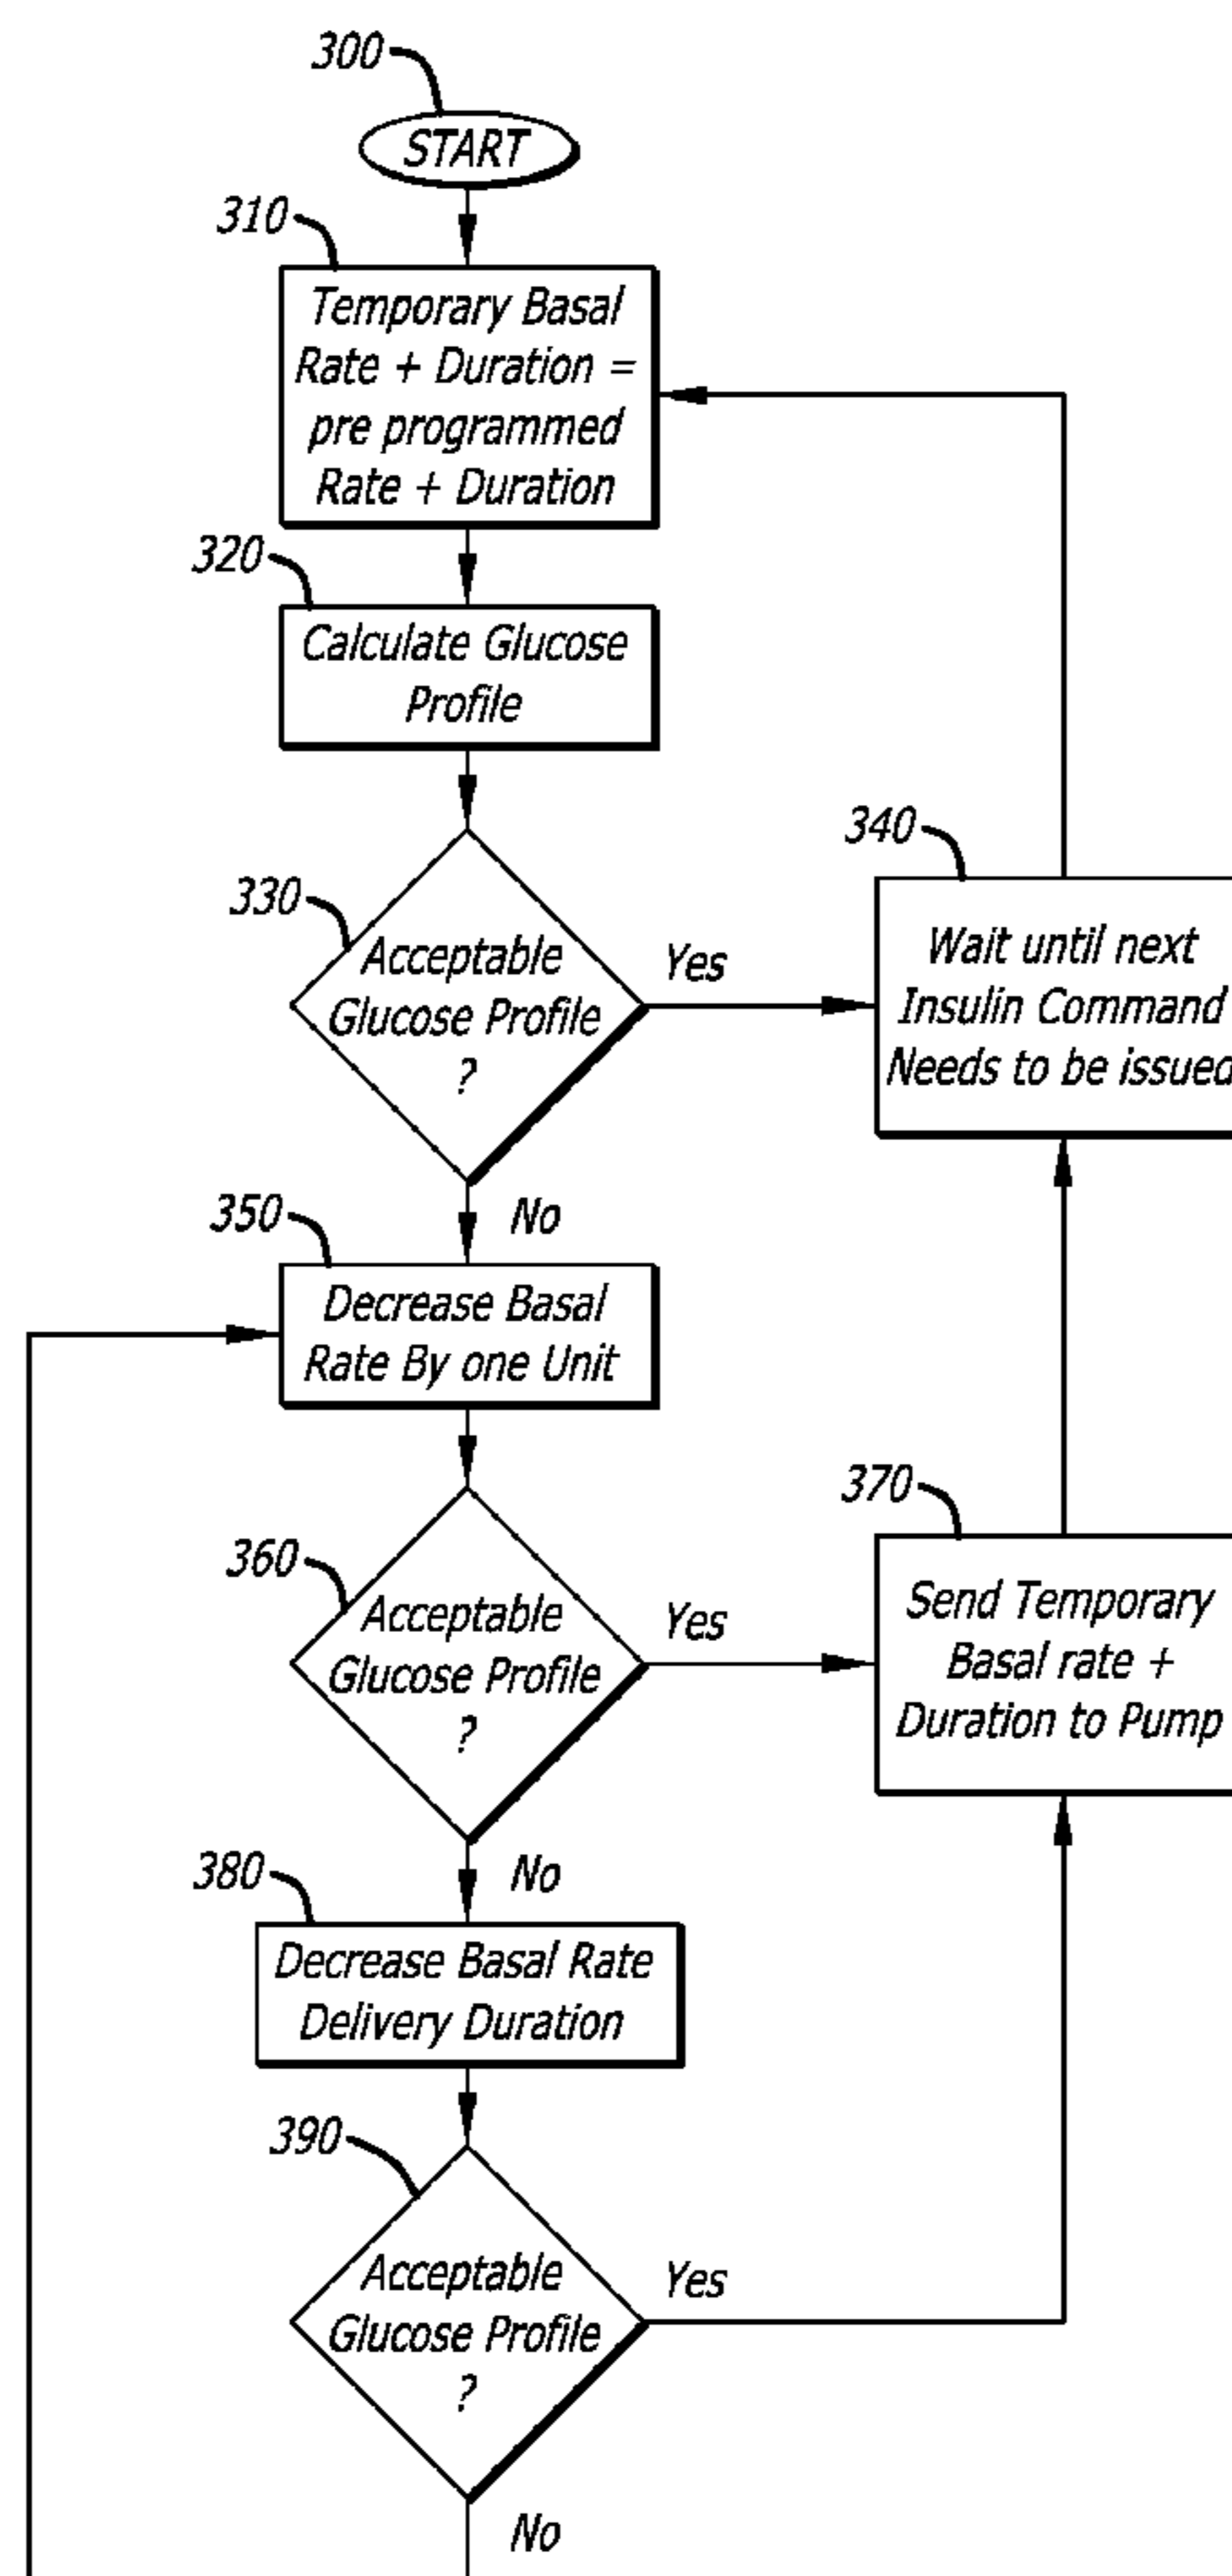 300
START
310
Temporary Basal
Rate + Duration =
pre programmed
Rate + Duration
320
Calculate Glucose
Profile
330
Acceptable
Glucose Profile
?
Yes
340
Wait until next
Insulin Command
Needs to be issued
No
350
Decrease Basal
Rate By one Unit
360
Acceptable
Glucose Profile
?
Yes
370
Send Temporary
Basal rate +
Duration to Pump
No
380
Decrease Basal Rate
Delivery Duration
390
Acceptable
Glucose Profile
?
Yes
No